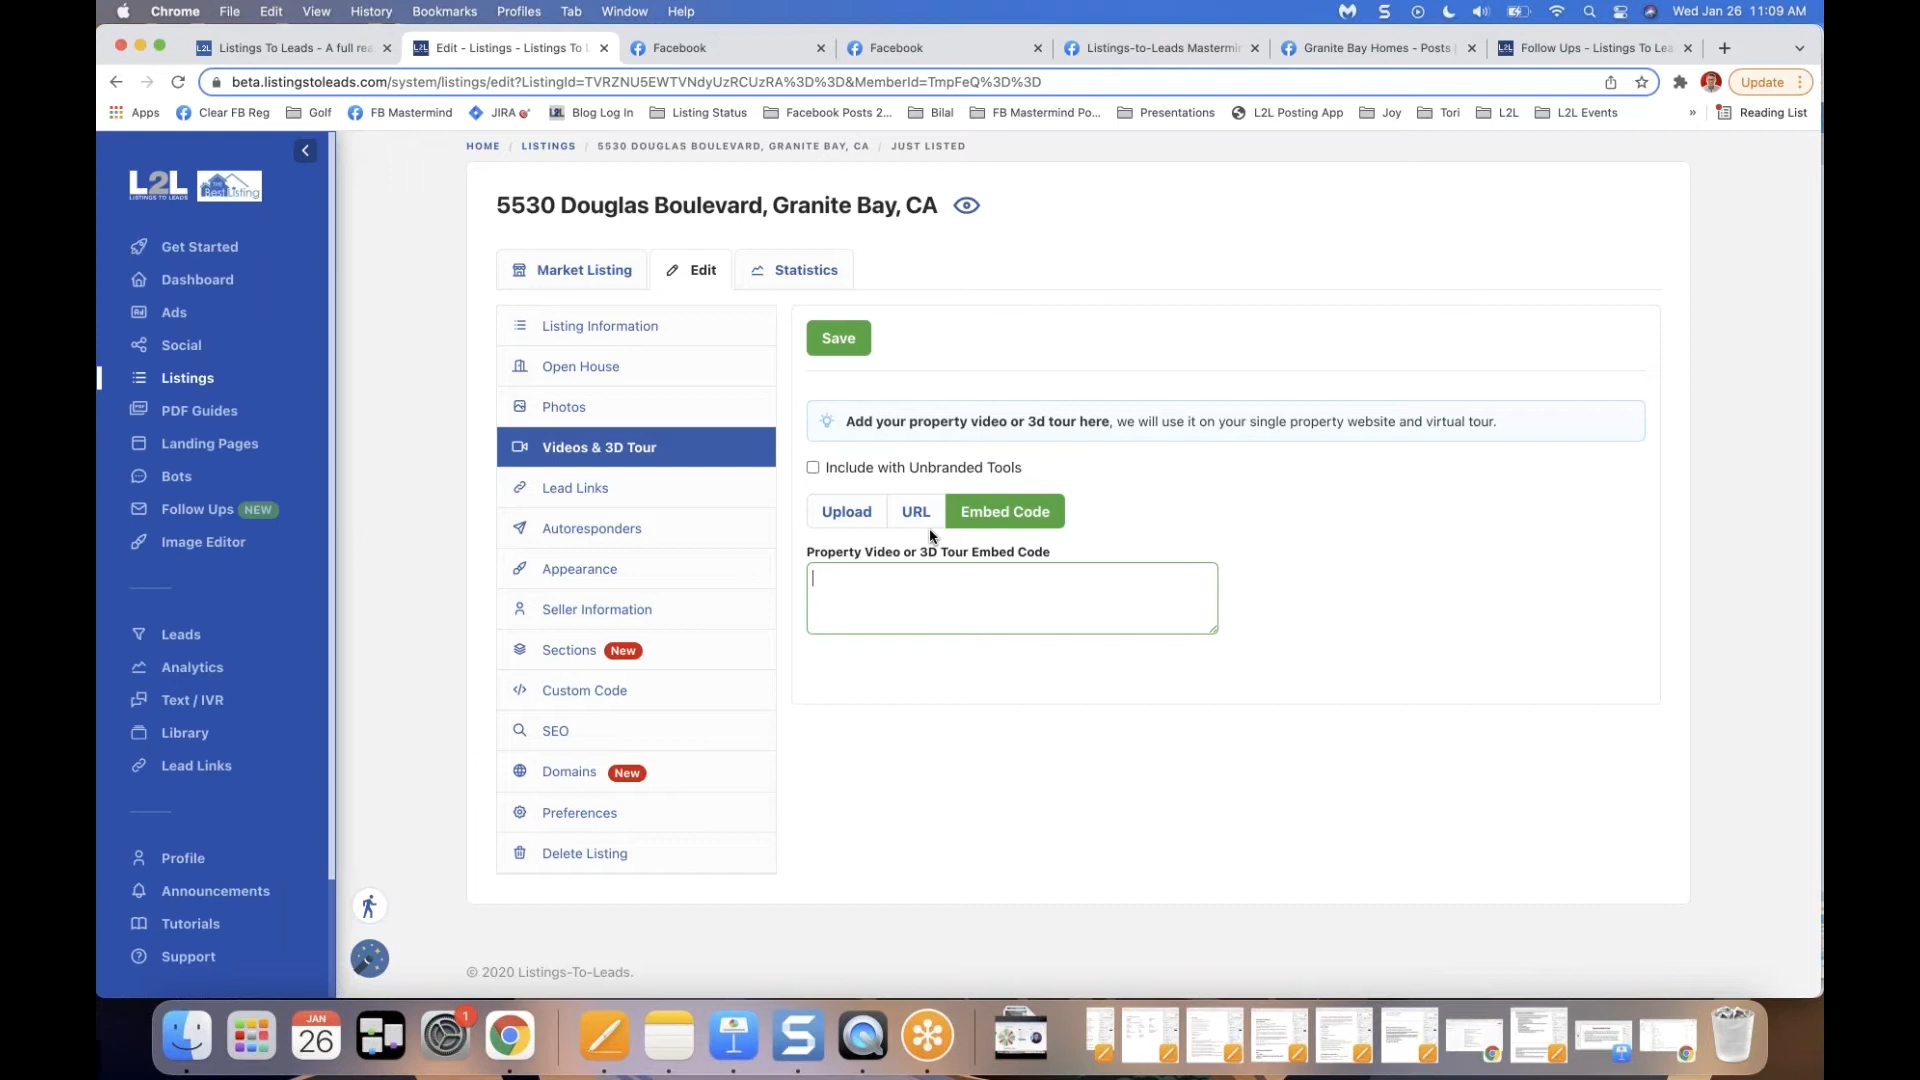 Chrome File Edit View History Bookmarks Profiles Tab Window Help Wed Jan 26 11:09 AM
Listings To Leads - A full rea Edit - Listings - Listings To L Facebook Facebook Listings-to-Leads Mastermin Granite Bay Homes - Posts Follow Ups - Listings To Lea
beta.listingstoleads.com/system/listings/edit?ListingId=TVRZNU5EWTVNdyUzRCUzRA%3D%3D&MemberId=TmpFeQ%3D%3D Update
Apps Clear FB Reg Golf FB Mastermind JIRA Blog Log In Listing Status Facebook Posts 2... Bilal FB Mastermind Po... Presentations L2L Posting App Joy Tori L2L L2L Events » Reading List
HOME / LISTINGS / 5530 DOUGLAS BOULEVARD, GRANITE BAY, CA / JUST LISTED
L2L
LISTINGS TO LEADS
Best Listing
5530 Douglas Boulevard, Granite Bay, CA
Market Listing Edit Statistics
Get Started
Dashboard
Ads
Social
Listings
PDF Guides
Landing Pages
Bots
Follow Ups NEW
Image Editor
Leads
Analytics
Text / IVR
Library
Lead Links
Profile
Announcements
Tutorials
Support
Listing Information
Open House
Photos
Videos & 3D Tour
Lead Links
Autoresponders
Appearance
Seller Information
Sections New
Custom Code
SEO
Domains New
Preferences
Delete Listing
Save
Add your property video or 3d tour here, we will use it on your single property website and virtual tour.
Include with Unbranded Tools
Upload URL Embed Code
Property Video or 3D Tour Embed Code
© 2020 Listings-To-Leads.
JAN
26
1